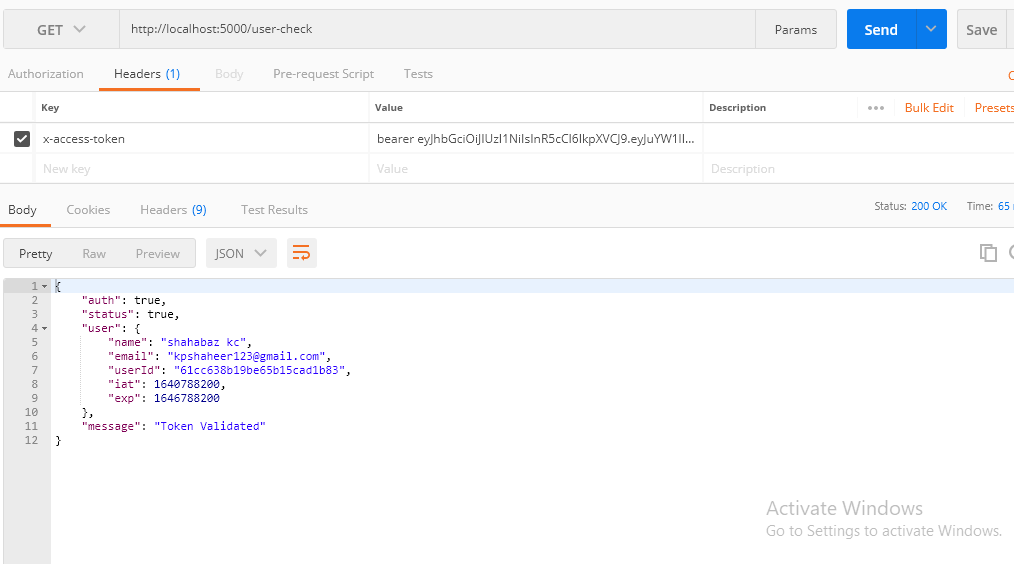 GET http://localhost:5000/user-check Params Send Save
Authorization Headers (1) Body Pre-request Script Tests
Key Value Description ••• Bulk Edit Presets
x-access-token bearer eyJhbGciOiJIUzI1NiIsInR5cCI6IkpXVCJ9.eyJuYW1lI...
New key Value Description
Body Cookies Headers (9) Test Results Status: 200 OK Time: 65
Pretty Raw Preview JSON
1 {
2 "auth": true,
3 "status": true,
4 "user": {
5 "name": "shahabaz kc",
6 "email": "kpshaheer123@gmail.com",
7 "userId": "61cc638b19be65b15cad1b83",
8 "iat": 1640788200,
9 "exp": 1646788200
10 },
11 "message": "Token Validated"
12 }
Activate Windows
Go to Settings to activate Windows.